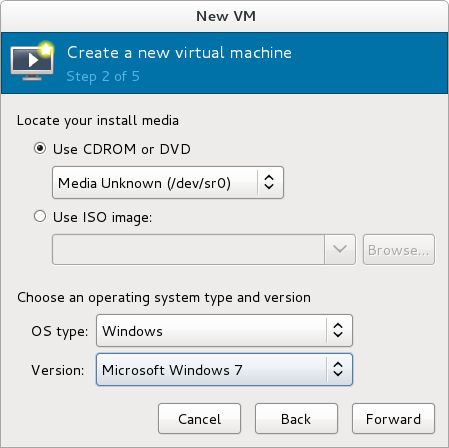 New VM
Create a new virtual machine
Step 2 of 5
Locate your install media
Use CDROM or DVD
Media Unknown (/dev/sr0)
Use ISO image:
Browse...
Choose an operating system type and version
OS type: Windows
Version: Microsoft Windows 7
Cancel Back Forward